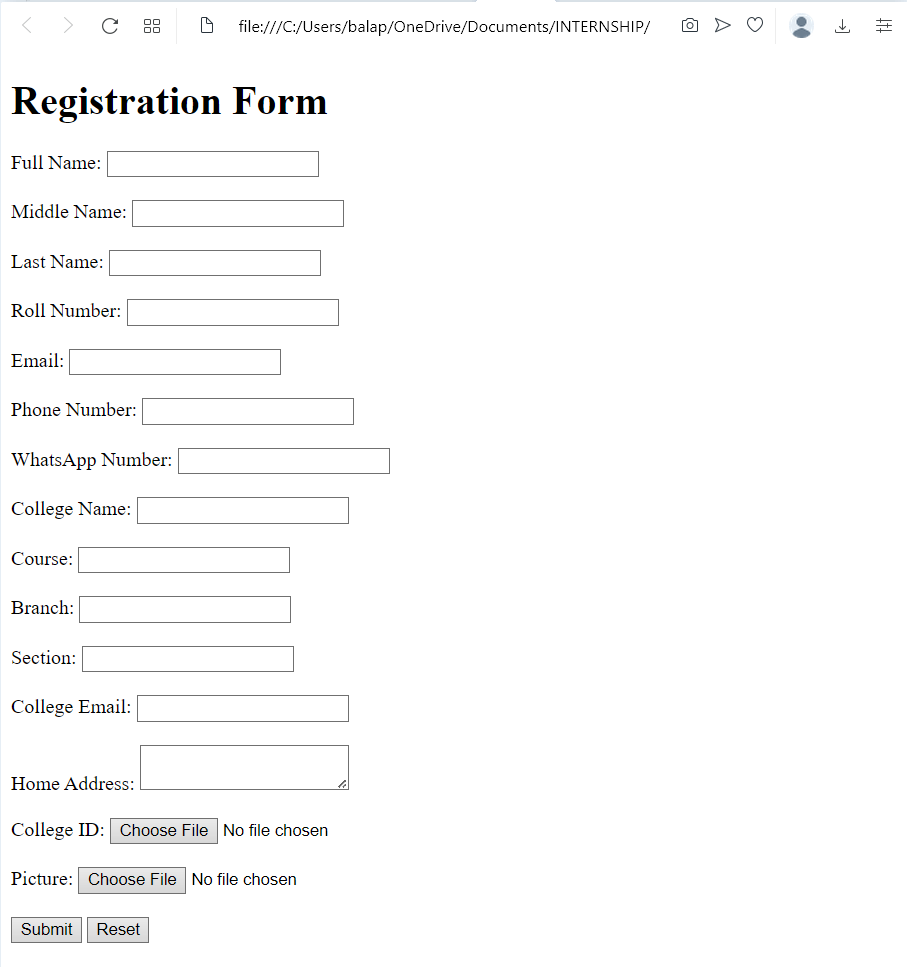 file:///C:/Users/balap/OneDrive/Documents/INTERNSHIP/
Registration Form
Full Name:
Middle Name:
Last Name:
Roll Number:
Email:
Phone Number:
WhatsApp Number:
College Name:
Course:
Branch:
Section:
College Email:
Home Address:
College ID: Choose File No file chosen
Picture: Choose File No file chosen
Submit Reset